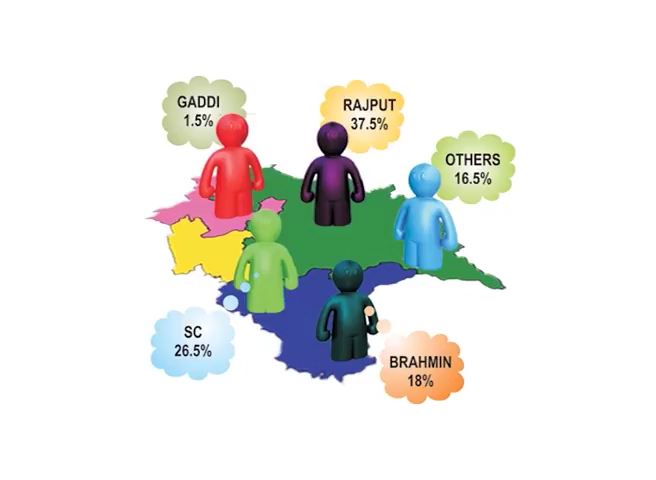 GADDI
1.5%
RAJPUT
37.5%
OTHERS
16.5%
SC
26.5%
BRAHMIN
18%